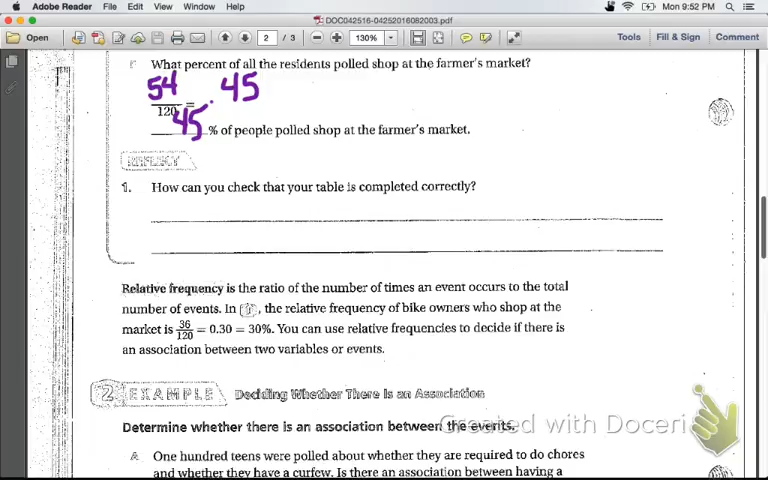 Adobe Reader File Edit View Window Help
Mon 9:52 PM
DOC042516-04252016082003.pdf
Open 2 / 3 130% Tools Fill & Sign Comment
What percent of all the residents polled shop at the farmer's market?
54
120 = .45
45 % of people polled shop at the farmer's market.
REFLECT
1. How can you check that your table is completed correctly?
Relative frequency is the ratio of the number of times an event occurs to the total
number of events. In , the relative frequency of bike owners who shop at the
market is 36/120 = 0.30 = 30%. You can use relative frequencies to decide if there is
an association between two variables or events.
2 EXAMPLE Deciding Whether There Is an Association
Determine whether there is an association between the events.
Created with Doceri
A One hundred teens were polled about whether they are required to do chores
and whether they have a curfew. Is there an association between having a